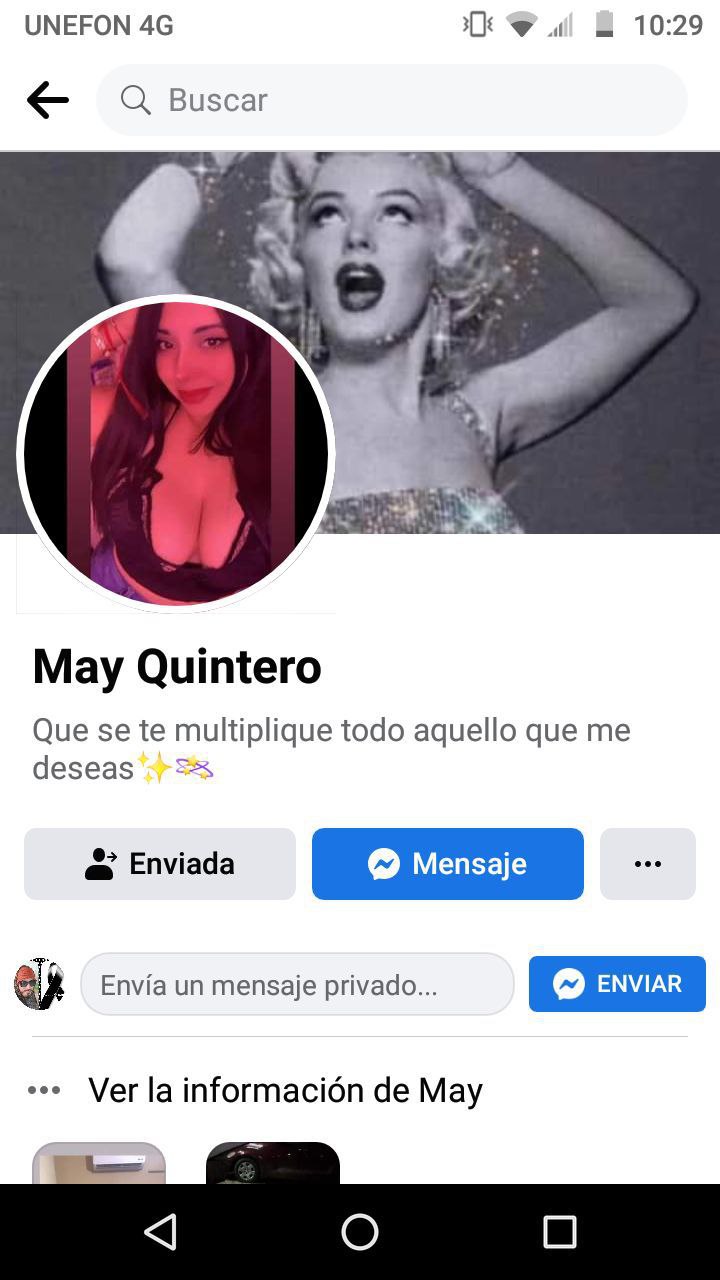 UNEFON 4G 10:29
Buscar
May Quintero
Que se te multiplique todo aquello que me
deseas✨💫
Enviada Mensaje
Envía un mensaje privado... ENVIAR
Ver la información de May